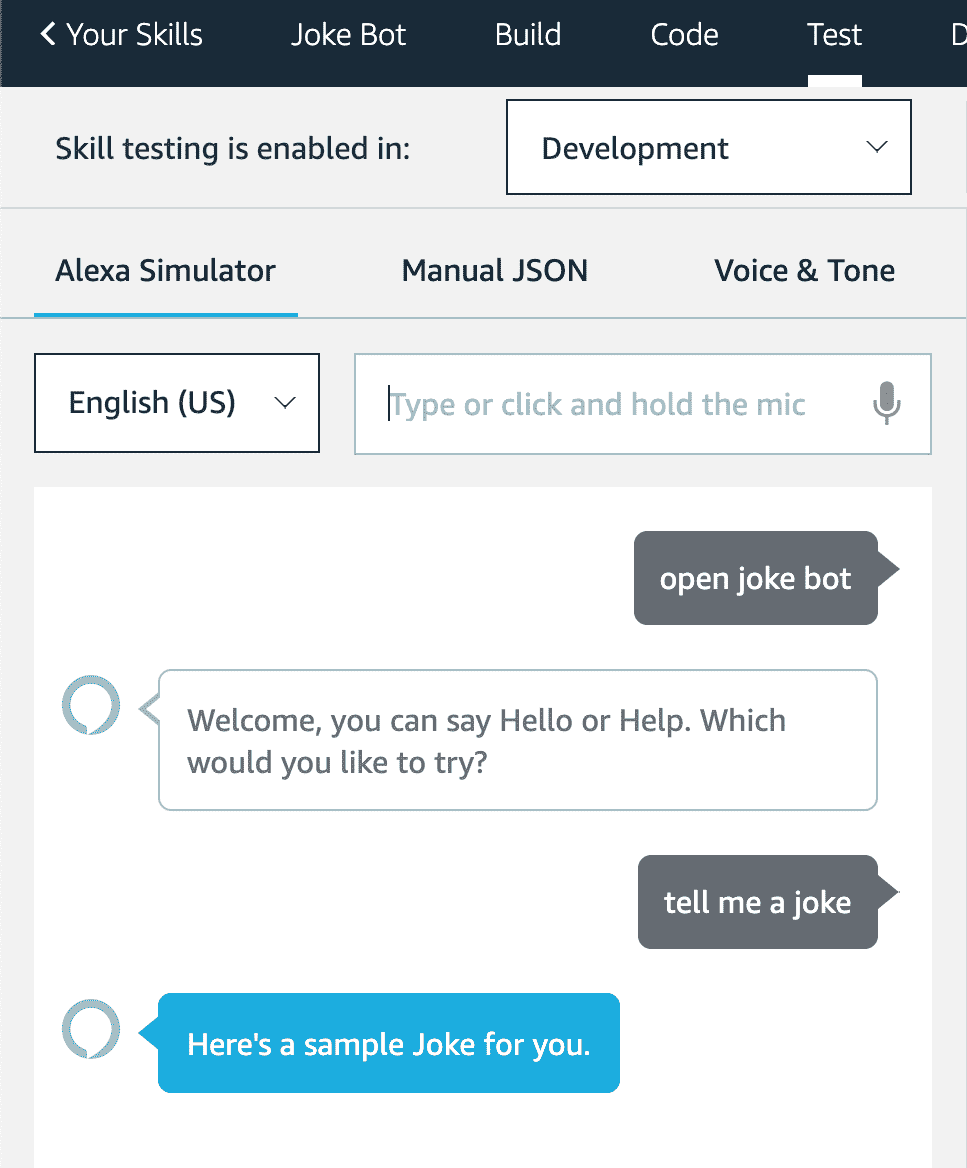 Your Skills Joke Bot Build Code Test D
Skill testing is enabled in: Development
Alexa Simulator Manual JSON Voice & Tone
English (US) Type or click and hold the mic
open joke bot
Welcome, you can say Hello or Help. Which
would you like to try?
tell me a joke
Here's a sample Joke for you.